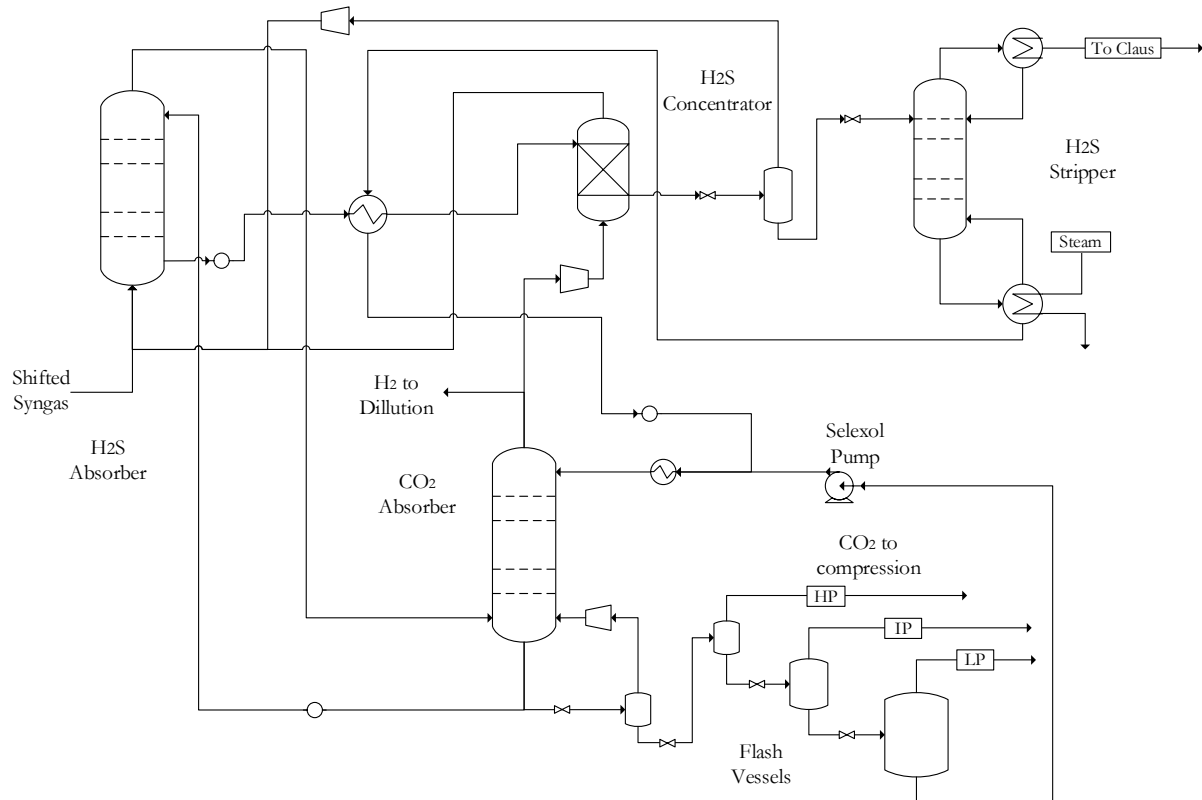 To Claus
H2S
Concentrator
H2S
Stripper
Steam
Shifted
Syngas
H2 to
Dillution
H2S
Absorber
CO2
Absorber
Selexol
Pump
CO2 to
compression
HP
IP
LP
Flash
Vessels